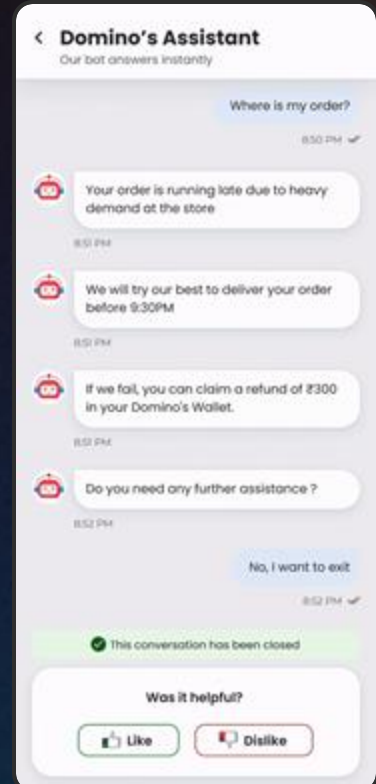 Domino's Assistant
Our bot answers instantly
Where is my order?
8:50 PM
Your order is running late due to heavy
demand at the store
8:51 PM
We will try our best to deliver your order
before 9:30PM
8:51 PM
If we fail, you can claim a refund of ₹300
in your Domino's Wallet.
8:51 PM
Do you need any further assistance ?
8:52 PM
No, I want to exit
8:52 PM
This conversation has been closed
Was it helpful?
Like
Dislike